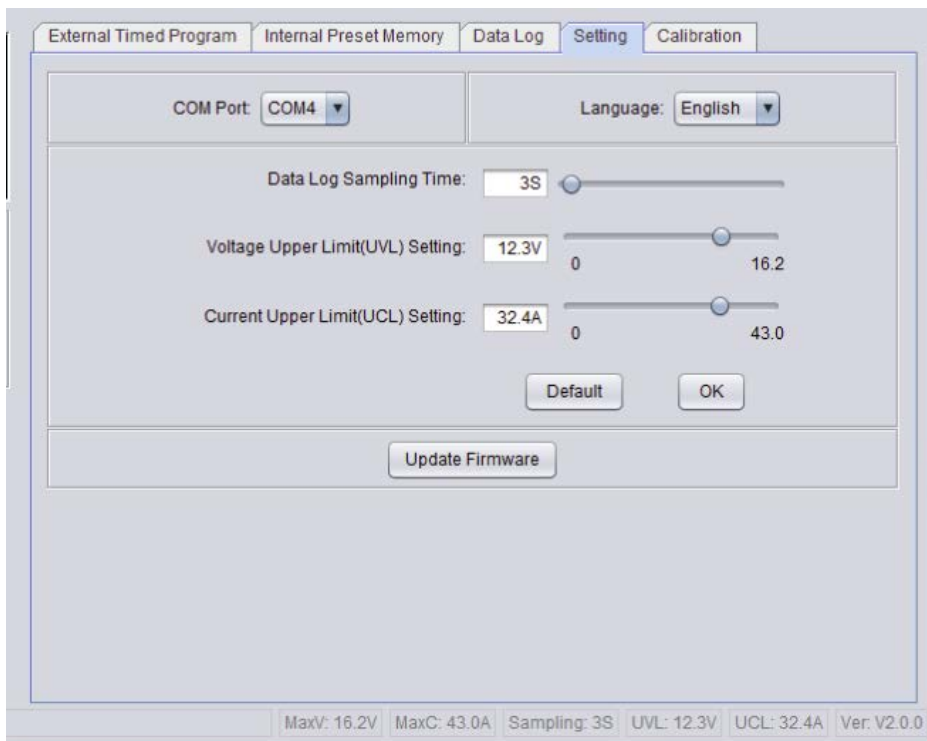 External Timed Program Internal Preset Memory Data Log Setting Calibration
COM Port: COM4 Language: English
Data Log Sampling Time: 3S
Voltage Upper Limit(UVL) Setting: 12.3V
0 16.2
Current Upper Limit(UCL) Setting: 32.4A
0 43.0
Default OK
Update Firmware
MaxV: 16.2V MaxC: 43.0A Sampling: 3S UVL: 12.3V UCL: 32.4A Ver: V2.0.0